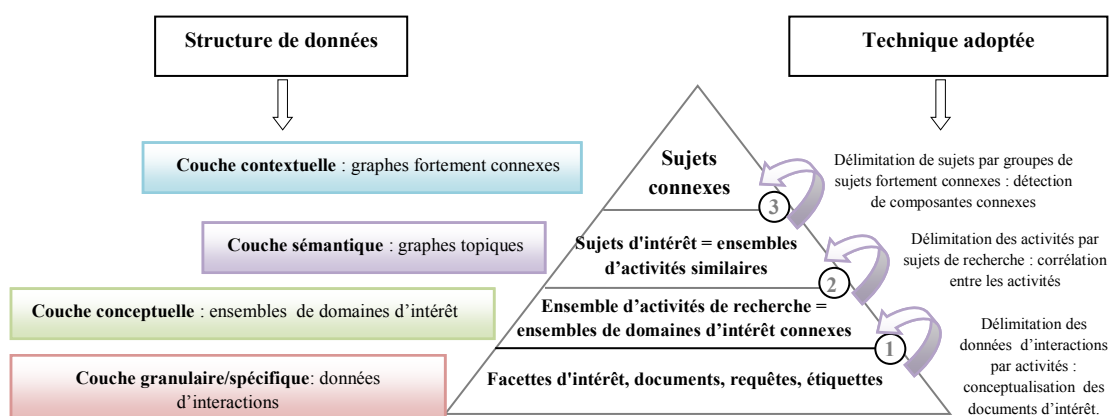 Structure de données
Technique adoptée
Couche contextuelle : graphes fortement connexes
Couche sémantique : graphes topiques
Couche conceptuelle : ensembles de domaines d’intérêt
Couche granulaire/spécifique: données
d’interactions
Sujets
connexes
3
Sujets d'intérêt = ensembles
d’activités similaires
2
Ensemble d’activités de recherche =
ensembles de domaines d’intérêt connexes
1
Facettes d'intérêt, documents, requêtes, étiquettes
Délimitation de sujets par groupes de
sujets fortement connexes : détection
de composantes connexes
Délimitation des activités par
sujets de recherche : corrélation
entre les activités
Délimitation des
données d’interactions
par activités :
conceptualisation des
documents d’intérêt.